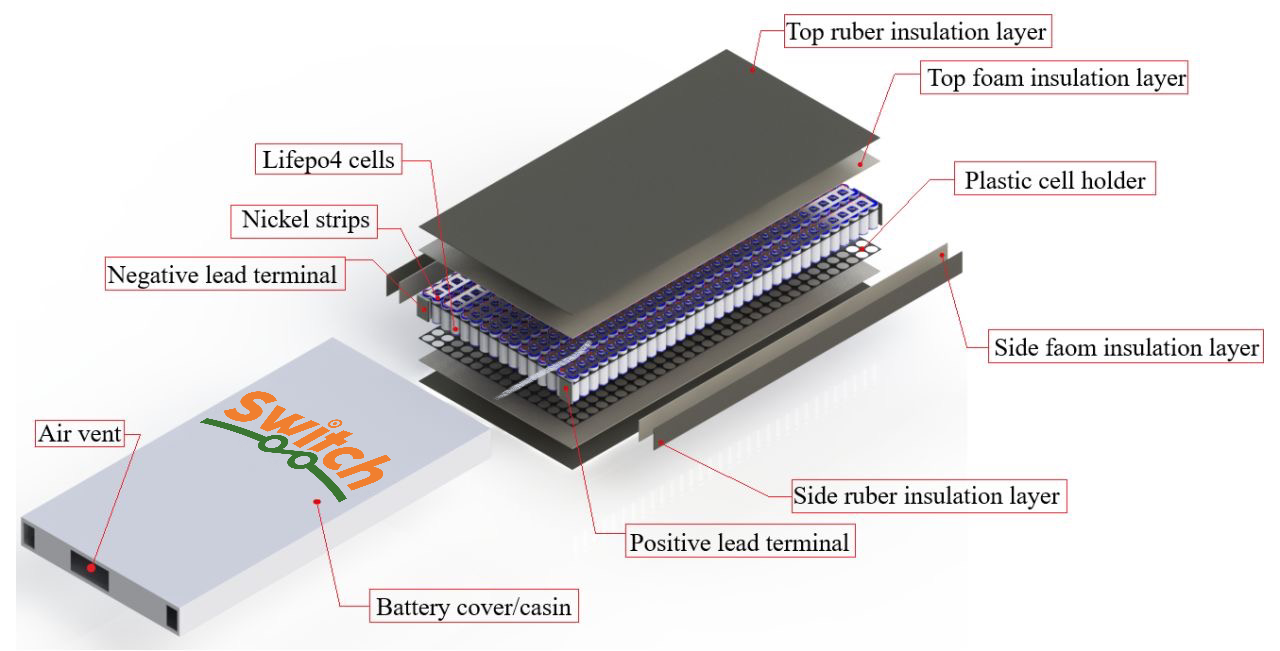 Top ruber insulation layer
Top foam insulation layer
Lifepo4 cells
Plastic cell holder
Nickel strips
Negative lead terminal
Side faom insulation layer
switch®
Air vent
Side ruber insulation layer
Positive lead terminal
Battery cover/casin